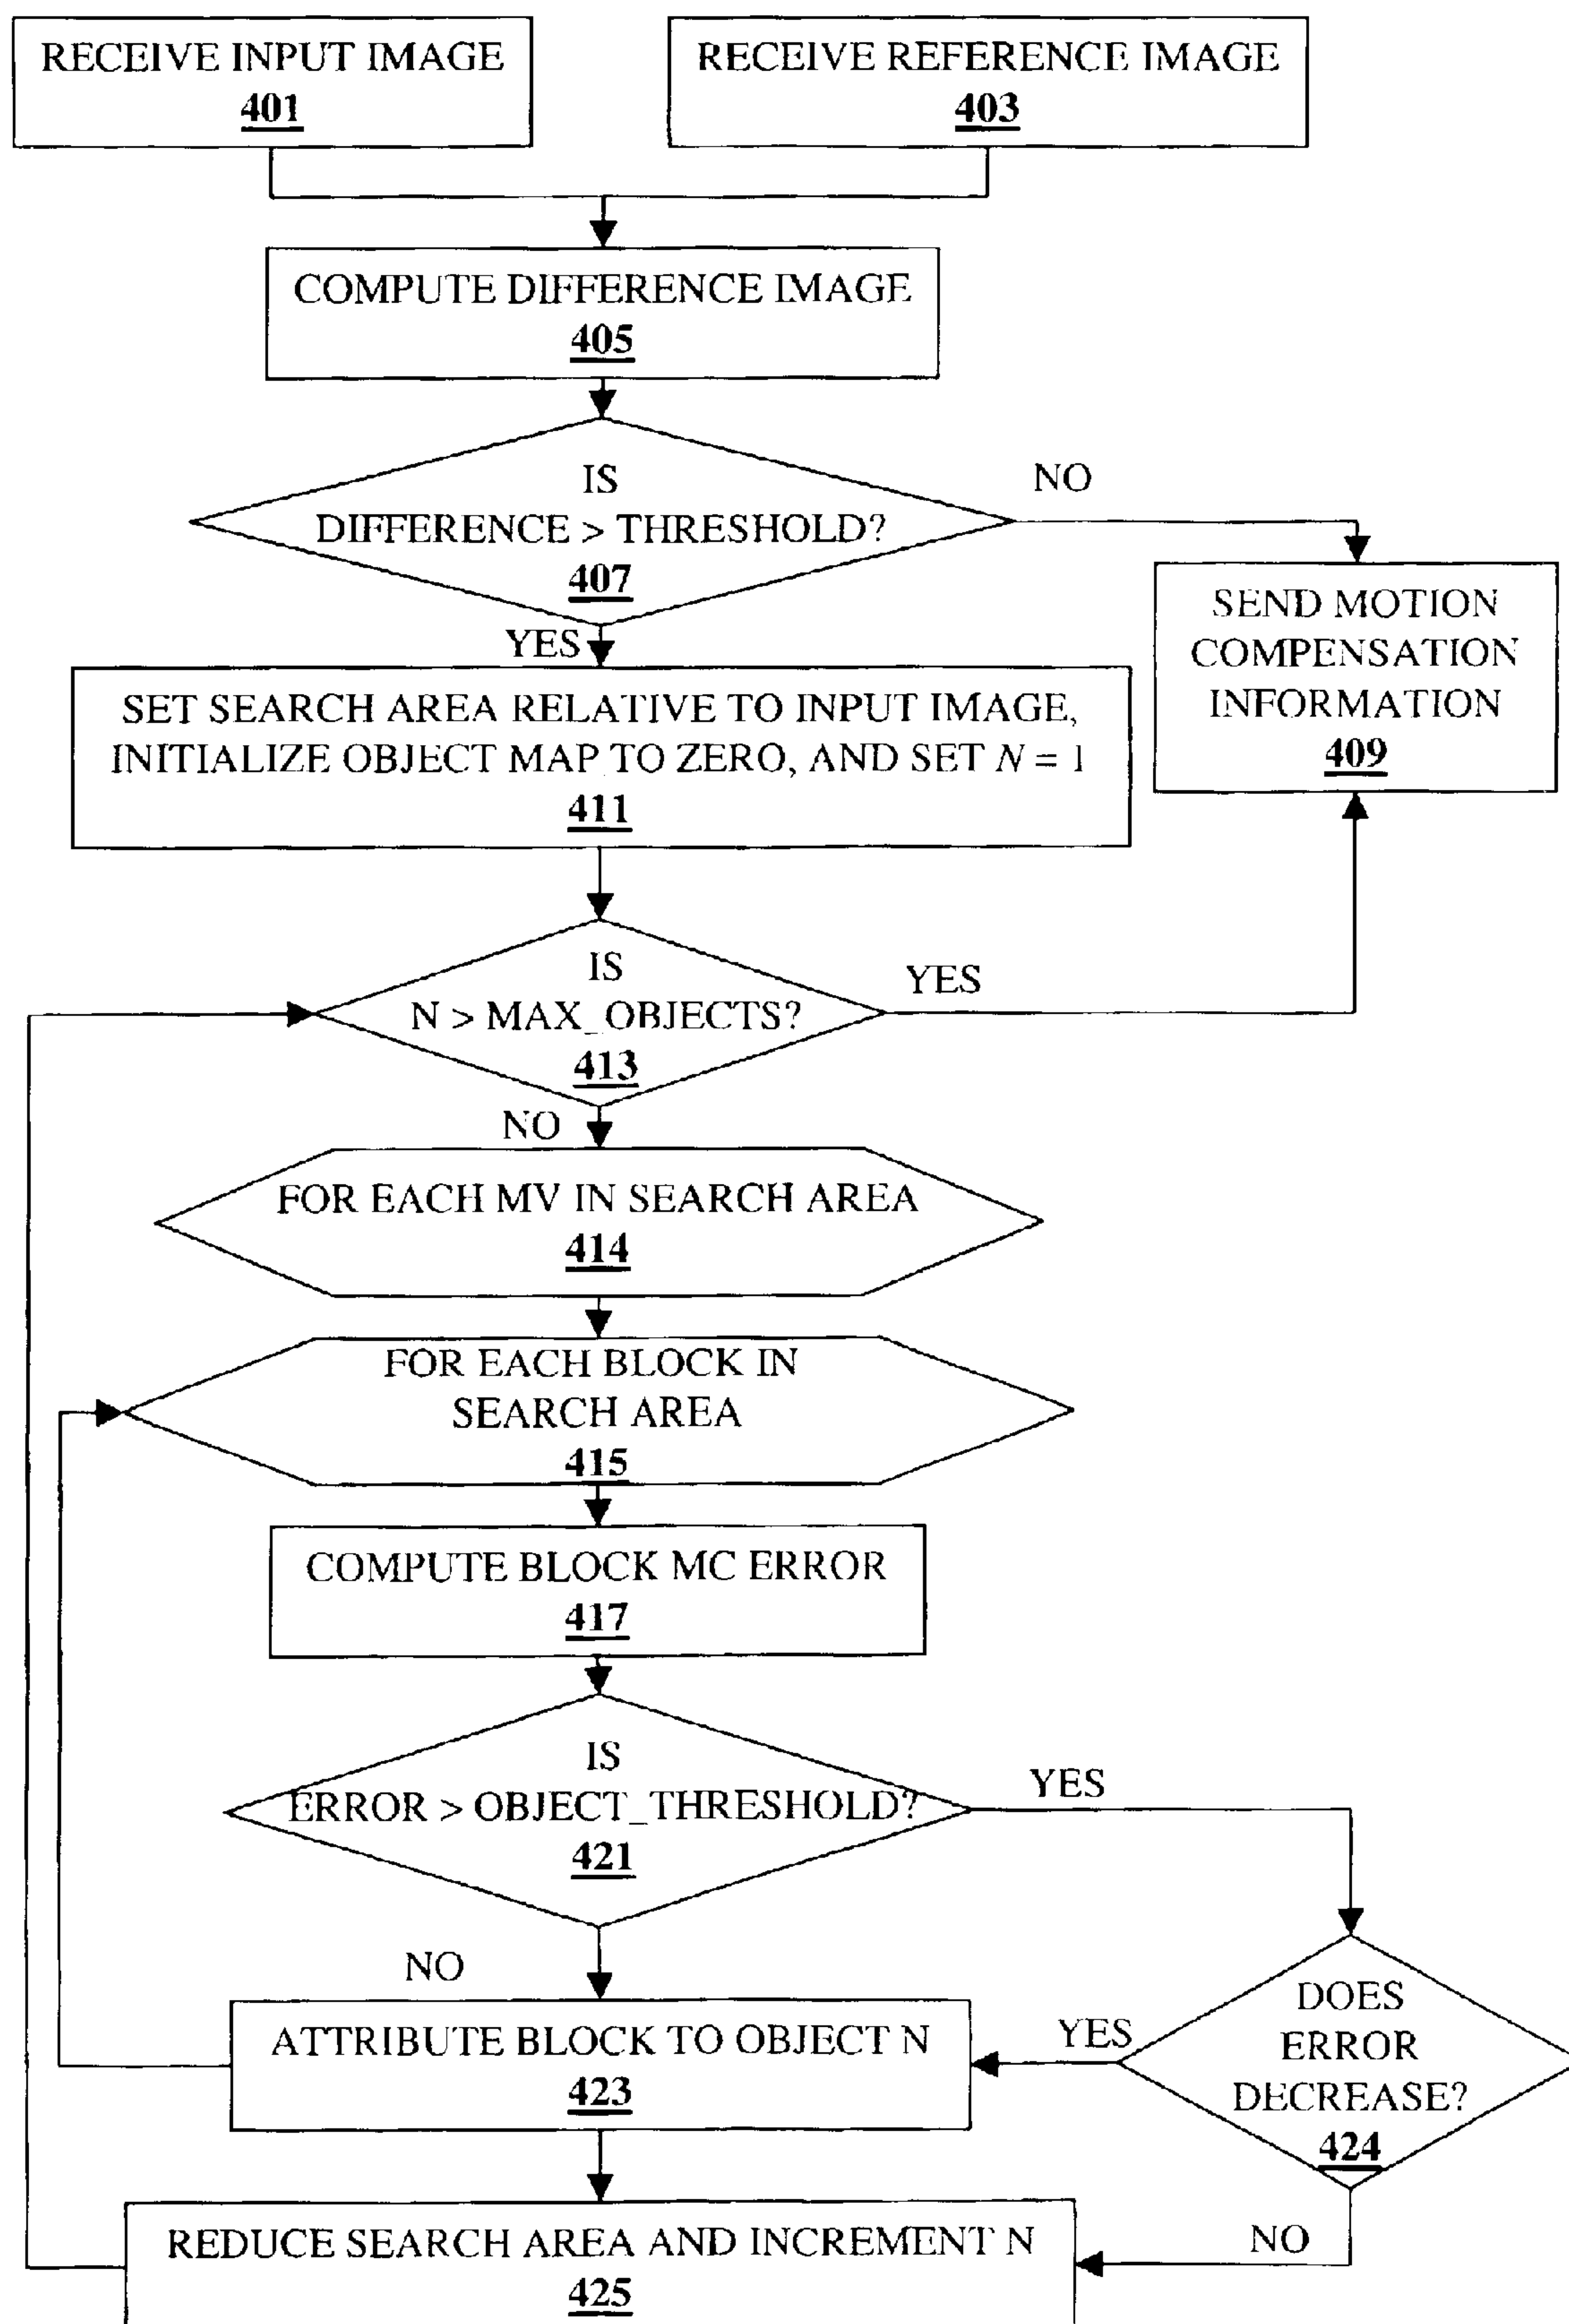 RECEIVE INPUT IMAGE
401
RECEIVE REFERENCE IMAGE
403
COMPUTE DIFFERENCE IMAGE
405
IS
DIFFERENCE > THRESHOLD?
407
NO
YES
SEND MOTION
COMPENSATION
INFORMATION
409
SET SEARCH AREA RELATIVE TO INPUT IMAGE,
INITIALIZE OBJECT MAP TO ZERO, AND SET N = 1
411
IS
N > MAX_OBJECTS?
413
YES
NO
FOR EACH MV IN SEARCH AREA
414
FOR EACH BLOCK IN
SEARCH AREA
415
COMPUTE BLOCK MC ERROR
417
IS
ERROR > OBJECT_THRESHOLD?
421
YES
NO
ATTRIBUTE BLOCK TO OBJECT N
423
YES
DOES
ERROR
DECREASE?
424
NO
REDUCE SEARCH AREA AND INCREMENT N
425